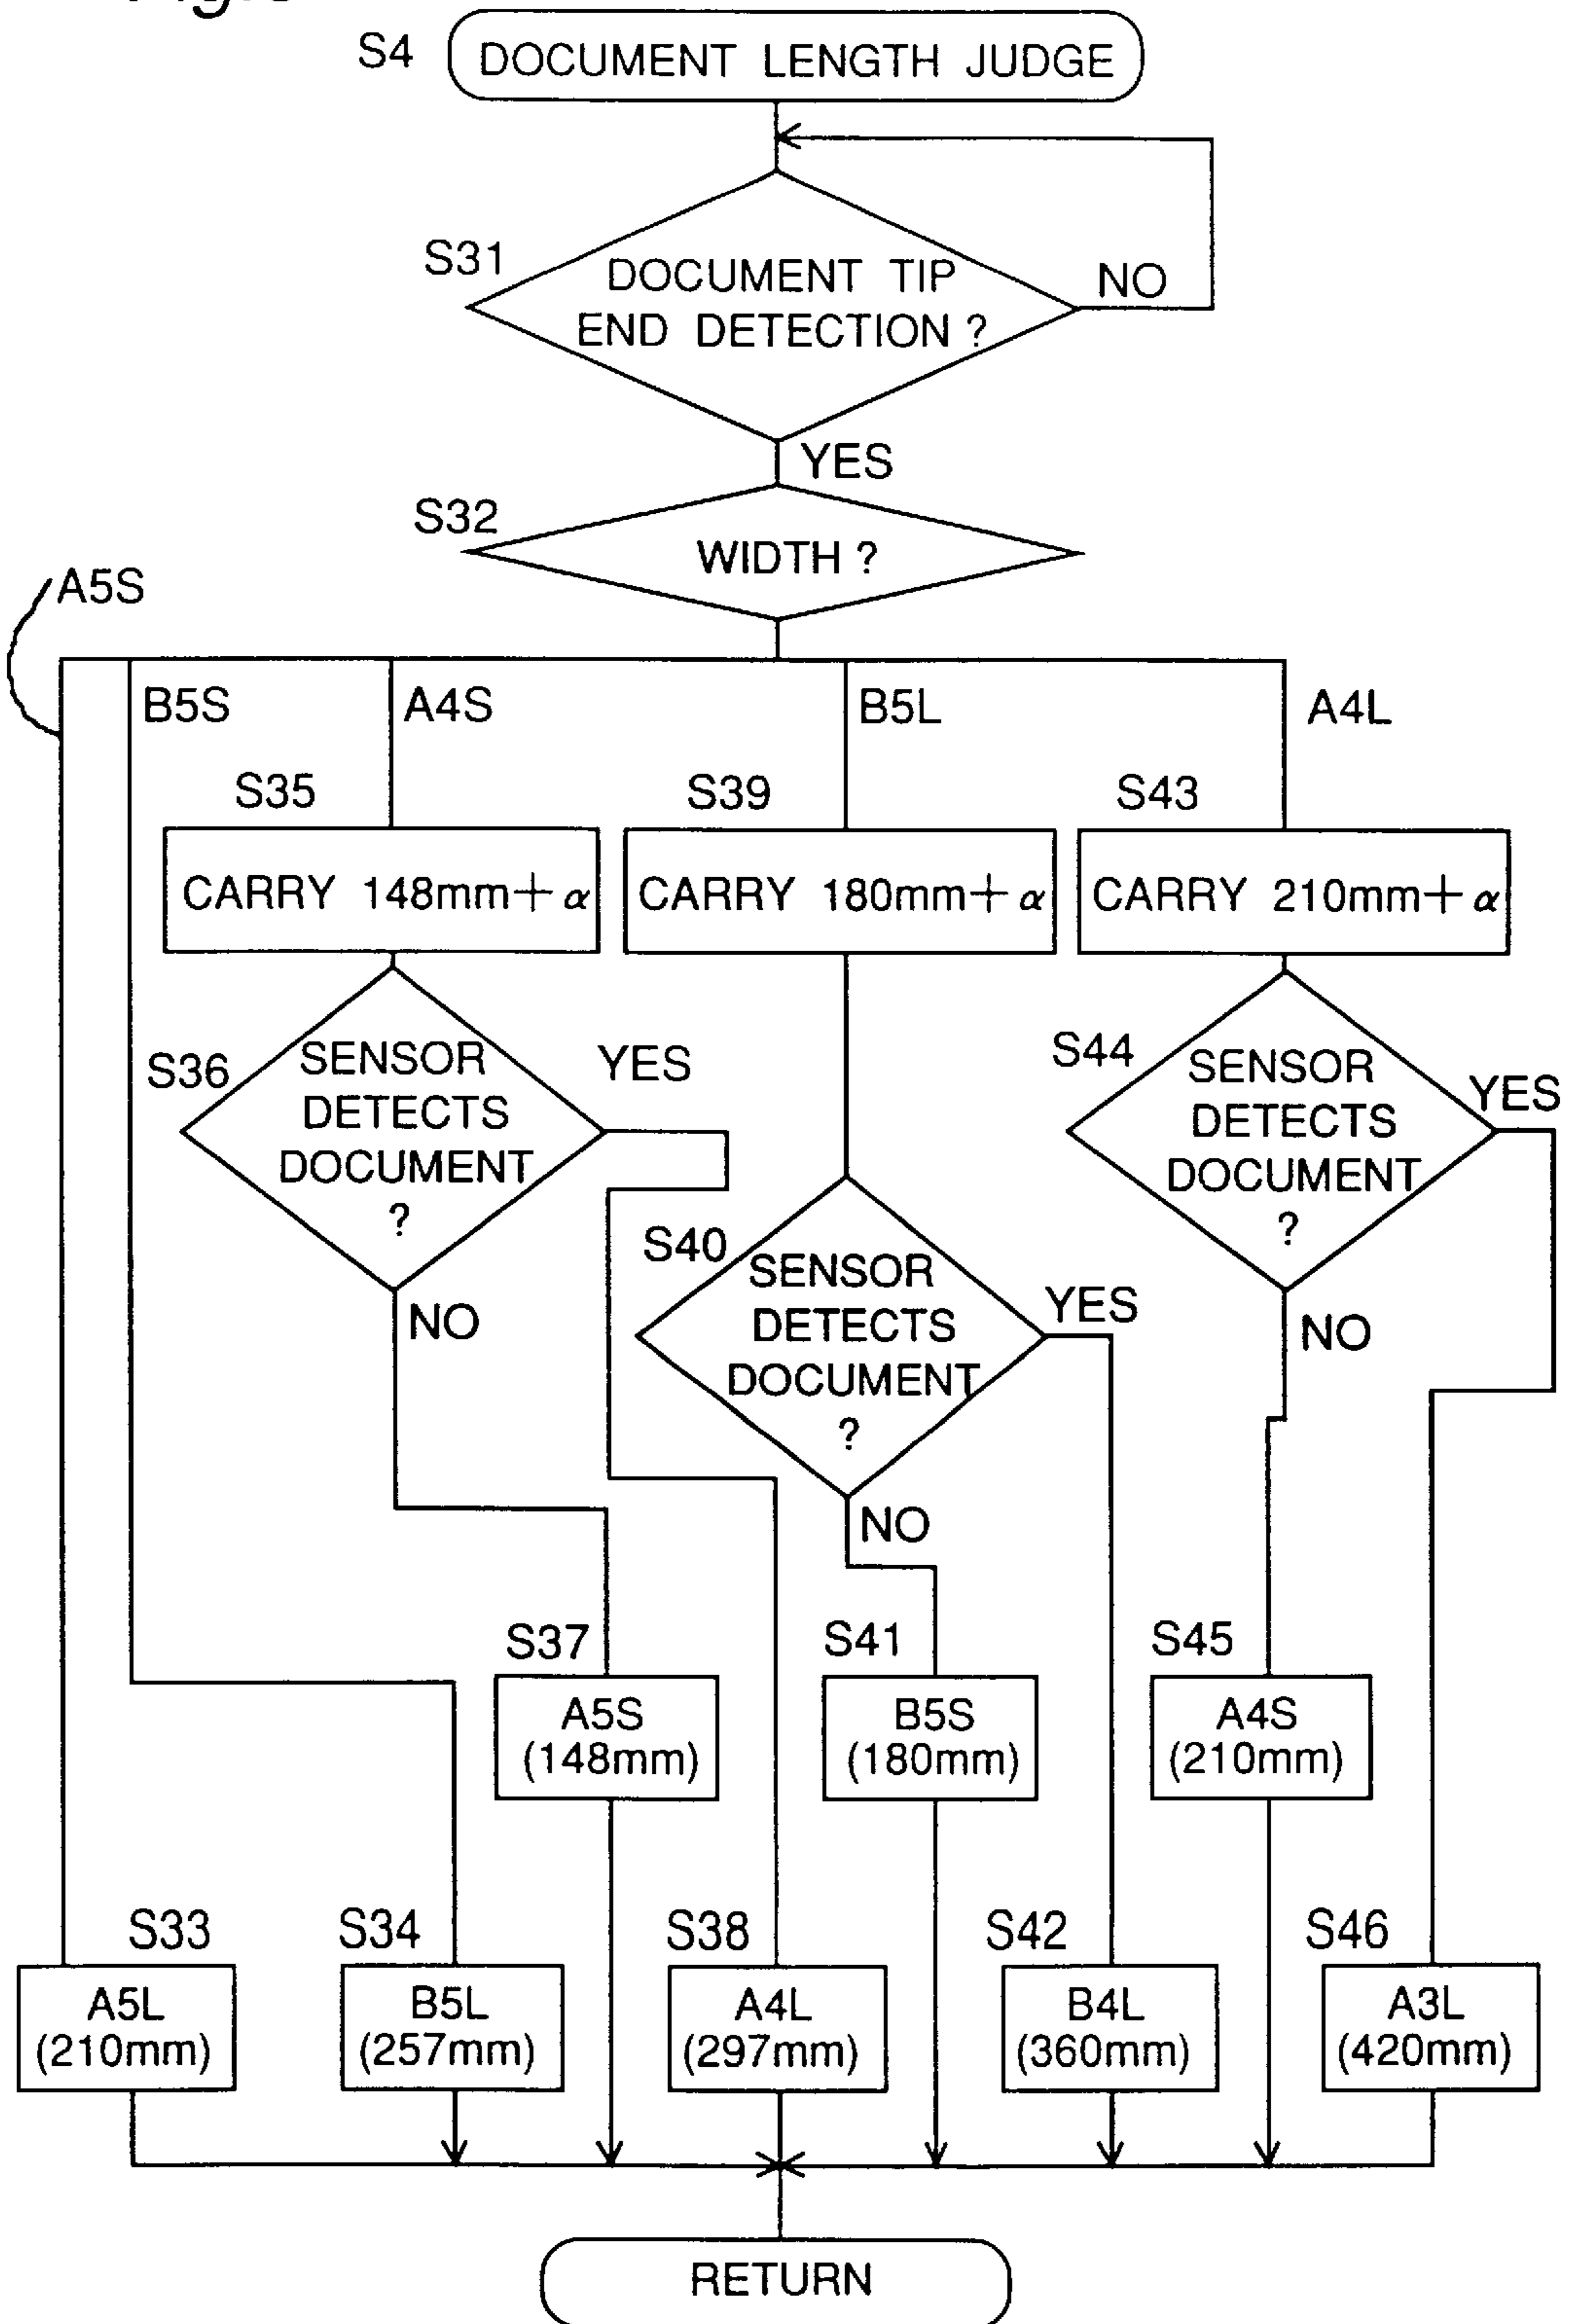 S4
DOCUMENT LENGTH JUDGE
S31
DOCUMENT TIP
END DETECTION ?
NO
YES
S32
WIDTH ?
A5S
B5S
A4S
B5L
A4L
S35
S39
S43
CARRY 148mm+α
CARRY 180mm+α
CARRY 210mm+α
S36
SENSOR
DETECTS
DOCUMENT
?
YES
NO
S44
SENSOR
DETECTS
DOCUMENT
?
YES
NO
S40
SENSOR
DETECTS
DOCUMENT
?
YES
NO
S37
A5S
(148mm)
S41
B5S
(180mm)
S45
A4S
(210mm)
S33
A5L
(210mm)
S34
B5L
(257mm)
S38
A4L
(297mm)
S42
B4L
(360mm)
S46
A3L
(420mm)
RETURN